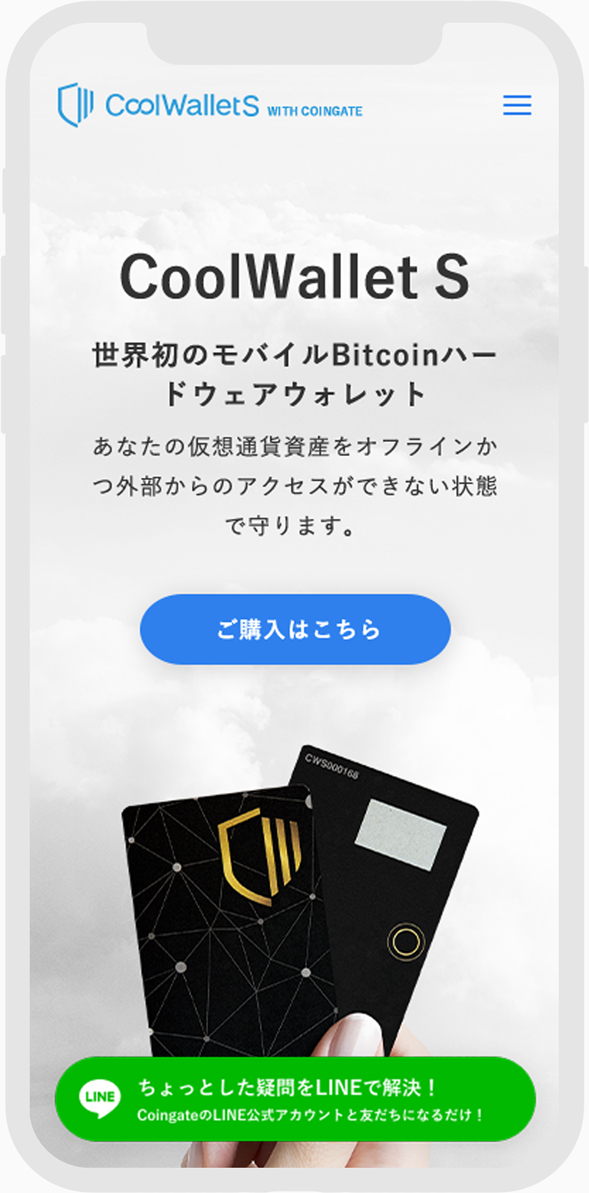 CoolWalletS WITH COINGATE
CoolWallet S
世界初のモバイルBitcoinハー
ドウェアウォレット
あなたの仮想通貨資産をオフラインか
つ外部からのアクセスができない状態
で守ります。
ご購入はこちら
CWS000168
LINE
ちょっとした疑問をLINEで解決！
CoingateのLINE公式アカウントと友だちになるだけ！